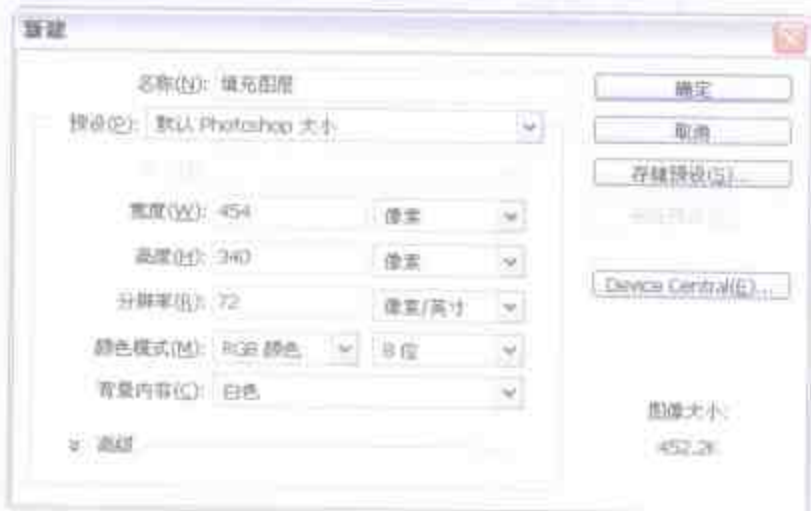 新建
名称(N): 填充图层
确定
预设(P): 默认 Photoshop 大小
取消
存储预设(S)...
宽度(W): 454 像素
高度(H): 340 像素
Device Central(E)...
分辨率(R): 72 像素/英寸
颜色模式(M): RGB 颜色 8 位
背景内容(C): 白色
图像大小:
高级
452.2K